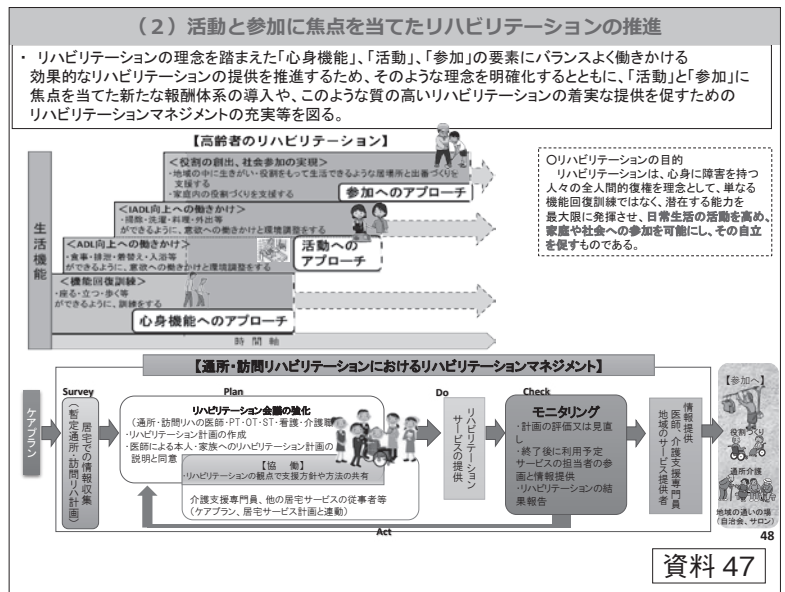 （2）活動と参加に焦点を当てたリハビリテーションの推進
・ リハビリテーションの理念を踏まえた「心身機能」、「活動」、「参加」の要素にバランスよく働きかける
効果的なリハビリテーションの提供を推進するため、そのような理念を明確化するとともに、「活動」と「参加」に
焦点を当てた新たな報酬体系の導入や、このような質の高いリハビリテーションの着実な提供を促すための
リハビリテーションマネジメントの充実等を図る。
【高齢者のリハビリテーション】
生活機能
＜役割の創出、社会参加の実現＞
・地域の中に生きがい・役割をもって生活できるような居場所と出番づくりを
支援する
・家庭内の役割づくりを支援する
参加へのアプローチ
＜IADL向上への働きかけ＞
・掃除・洗濯・料理・外出等
ができるように、意欲への働きかけと環境調整をする
＜ADL向上への働きかけ＞
・食事・排泄・着替え・入浴等
ができるように、意欲への働きかけと環境調整をする
活動への
アプローチ
＜機能回復訓練＞
・座る・立つ・歩く等
ができるように、訓練をする
心身機能へのアプローチ
時間軸
○リハビリテーションの目的
リハビリテーションは、心身に障害を持つ
人々の全人間的復権を理念として、単なる
機能回復訓練ではなく、潜在する能力を
最大限に発揮させ、日常生活の活動を高め、
家庭や社会への参加を可能にし、その自立
を促すものである。
【通所・訪問リハビリテーションにおけるリハビリテーションマネジメント】
ケアプラン
Survey
居宅での情報収集
（暫定通所・訪問リハ計画）
Plan
リハビリテーション会議の強化
（通所・訪問リハの医師・PT・OT・ST・看護・介護職
・リハビリテーション計画の作成
・医師による本人・家族へのリハビリテーション計画の
説明と同意
【協 働】
・リハビリテーションの観点で支援方針や方法の共有
介護支援専門員、他の居宅サービスの従事者等
（ケアプラン、居宅サービス計画と連動）
Do
リハビリテーション
サービスの提供
Check
モニタリング
・計画の評価又は見直
し
・終了後に利用予定
サービスの担当者の参
画と情報提供
・リハビリテーションの結
果報告
Act
情報提供
医師、介護支援専門員
地域のサービス提供者
【参加へ】
役割づくり
通所介護
地域の通いの場
（自治会、サロン）
48
資料 47